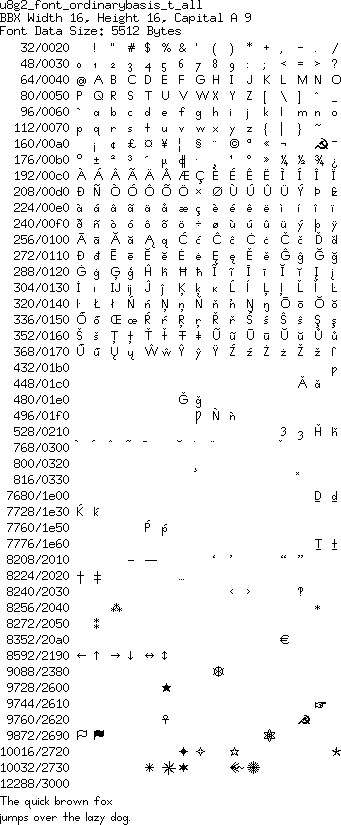 u8g2_font_ordinarybasis_t_all
BBX Width 16, Height 16, Capital A 9
Font Data Size: 5512 Bytes
32/0020 ! " # $ % & ' ( ) * + , - . /
48/0030 0 1 2 3 4 5 6 7 8 9 : ; < = > ?
64/0040 @ A B C D E F G H I J K L M N O
80/0050 P Q R S T U V W X Y Z [ \ ] ^ _
96/0060 ` a b c d e f g h i j k l m n o
112/0070 p q r s t u v w x y z { | } ~
160/00a0 ¡ ¢ £ ¤ ¥ ¦ § ¨ © ª « ¬ ¯
176/00b0 ° ± ² ³ ´ µ ¶ · ¸ ¹ º » ¼ ½ ¾ ¿
192/00c0 À Á Â Ã Ä Å Æ Ç È É Ê Ë Ì Í Î Ï
208/00d0 Ð Ñ Ò Ó Ô Õ Ö × Ø Ù Ú Û Ü Ý Þ ß
224/00e0 à á â ã ä å æ ç è é ê ë ì í î ï
240/00f0 ð ñ ò ó ô õ ö ÷ ø ù ú û ü ý þ ÿ
256/0100 Ā ā Ă ă Ą ą Ć ć Ĉ ĉ Ċ ċ Č č Ď ď
272/0110 Đ đ Ē ē Ĕ ĕ Ė ė Ę ę Ě ě Ĝ ĝ Ğ ğ
288/0120 Ġ ġ Ģ ģ Ĥ ĥ Ħ ħ Ĩ ĩ Ī ī Ĭ ĭ Į į
304/0130 İ ı Ĳ ĳ Ĵ ĵ Ķ ķ ĸ Ĺ ĺ Ļ ļ Ľ ľ Ŀ
320/0140 ŀ Ł ł Ń ń Ņ ņ Ň ň ŉ Ŋ ŋ Ō ō Ŏ ŏ
336/0150 Ő ő Œ œ Ŕ ŕ Ŗ ŗ Ř ř Ś ś Ŝ ŝ Ş ş
352/0160 Š š Ţ ţ Ť ť Ŧ ŧ Ũ ũ Ū ū Ŭ ŭ Ů ů
368/0170 Ű ű Ų ų Ŵ ŵ Ŷ ŷ Ÿ Ź ź Ż ż Ž ž ſ
432/01b0 ƿ
448/01c0 Ǎ ǎ
480/01e0 Ǧ ǧ
496/01f0 Ƿ Ǹ ǹ
528/0210 Ȝ ȝ Ȟ ȟ
768/0300
800/0320
816/0330
7680/1e00 Ḏ ḏ
7728/1e30 Ḱ ḱ
7760/1e50 Ṕ ṕ
7776/1e60 Ṯ ṯ
8208/2010 – — ‘ ’ “ ”
8224/2020 † ‡ …
8240/2030 ‹ › ‽
8256/2040 ⁂ ⁎
8272/2050 ⁑
8352/20a0 €
8592/2190 ← ↑ → ↓ ↔ ↕
9088/2380
9728/2600 ★
9744/2610 ☞
9760/2620 ☥ ☭
9872/2690 ⚐ ⚑
10016/2720 ✦ ✧ ✩
10032/2730
12288/3000
The quick brown fox
jumps over the lazy dog.